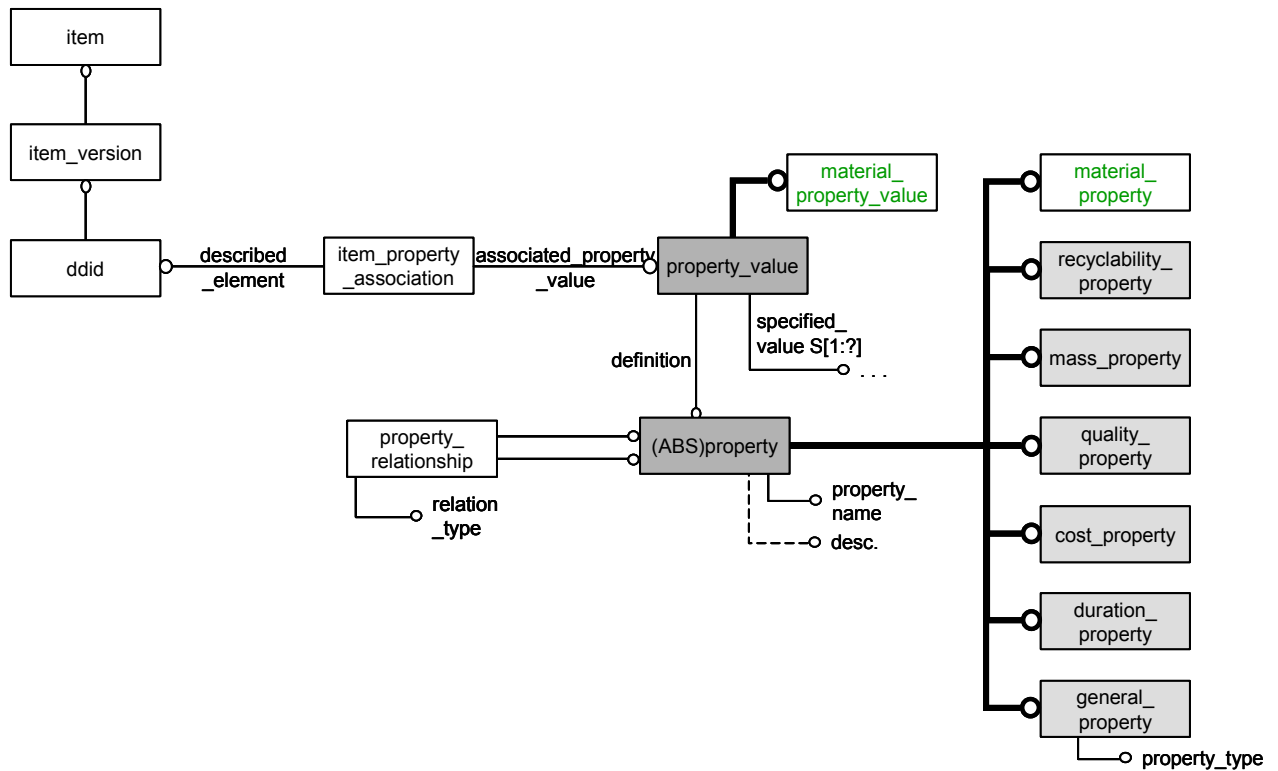 item
item_version
ddid
described
_element
item_property
_association
associated_property
_value
property_value
material_
property_value
definition
specified_
value S[1:?]
. . .
property_
relationship
relation
_type
(ABS)property
property_
name
desc.
material_
property
recyclability_
property
mass_property
quality_
property
cost_property
duration_
property
general_
property
property_type